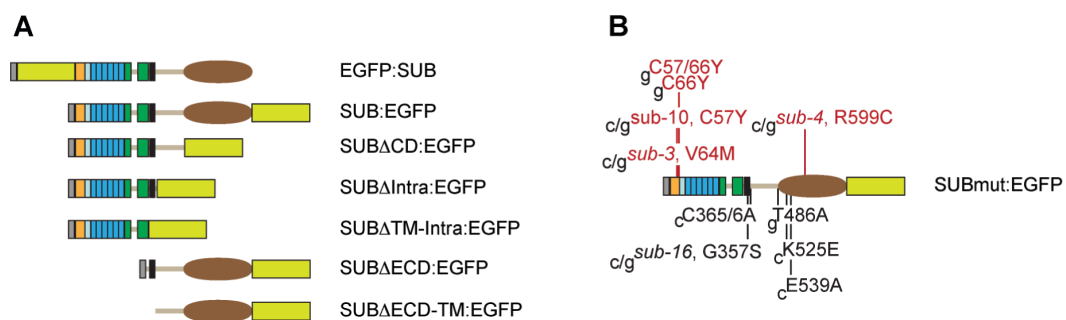 A
EGFP:SUB
SUB:EGFP
SUBΔCD:EGFP
SUBΔIntra:EGFP
SUBΔTM-Intra:EGFP
SUBΔECD:EGFP
SUBΔECD-TM:EGFP
B
gC57/66Y
gC66Y
c/gsub-10, C57Y
c/gsub-4, R599C
c/gsub-3, V64M
SUBmut:EGFP
cC365/6A
gT486A
c/gsub-16, G357S
cK525E
cE539A